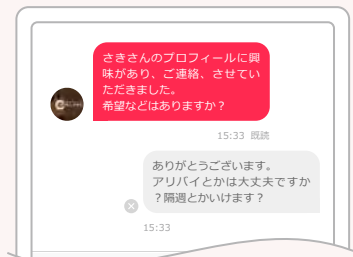 さきさんのプロフィールに興
味があり、ご連絡、させてい
ただきました。
希望などはありますか？
15:33 既読
ありがとうございます。
アリバイとかは大丈夫ですか
？隔週とかいけます？
15:33